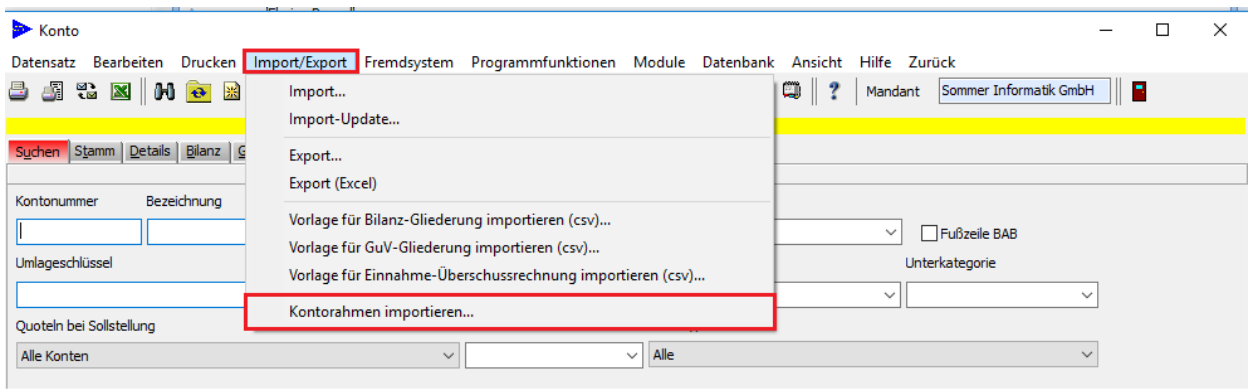 Konto
Datensatz Bearbeiten Drucken Import/Export Fremdsystem Programmfunktionen Module Datenbank Ansicht Hilfe Zurück
Import...
Mandant Sommer Informatik GmbH
Import-Update...
Suchen Stamm Details Bilanz G
Export...
Export (Excel)
Kontonummer Bezeichnung
Vorlage für Bilanz-Gliederung importieren (csv)...
Fußzeile BAB
Vorlage für GuV-Gliederung importieren (csv)...
Umlageschlüssel Unterkategorie
Vorlage für Einnahme-Überschussrechnung importieren (csv)...
Kontorahmen importieren...
Quoteln bei Sollstellung
Alle Konten Alle